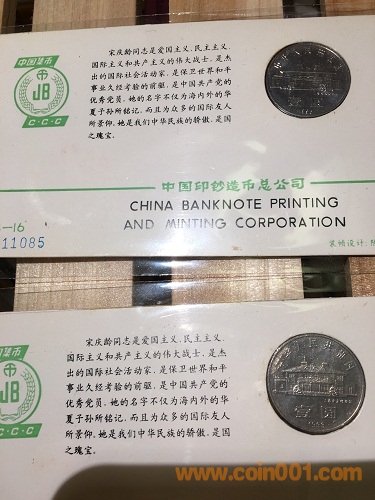 中国集币
JB
C·C·C
宋庆龄同志是爱国主义、民主主义、
国际主义和共产主义的伟大战士，是杰
出的国际社会活动家，是保卫世界和平
事业久经考验的前驱，是中国共产党的
优秀党员。她的名字不仅为海内外的华
夏子孙所铭记，而且为众多的国际友人
所景仰。她是我们中华民族的骄傲，是国
之瑰宝。
中国印钞造币总公司
CHINA BANKNOTE PRINTING
AND MINTING CORPORATION
-16
11085
装帧设计:
JB
C·C·C
宋庆龄同志是爱国主义、民主主义、
国际主义和共产主义的伟大战士，是杰
出的国际社会活动家，是保卫世界和平
事业久经考验的前驱，是中国共产党的
优秀党员。她的名字不仅为海内外的华
夏子孙所铭记，而且为众多的国际友人
所景仰。她是我们中华民族的骄傲，是国
之瑰宝。
壹圆
www.coin001.com